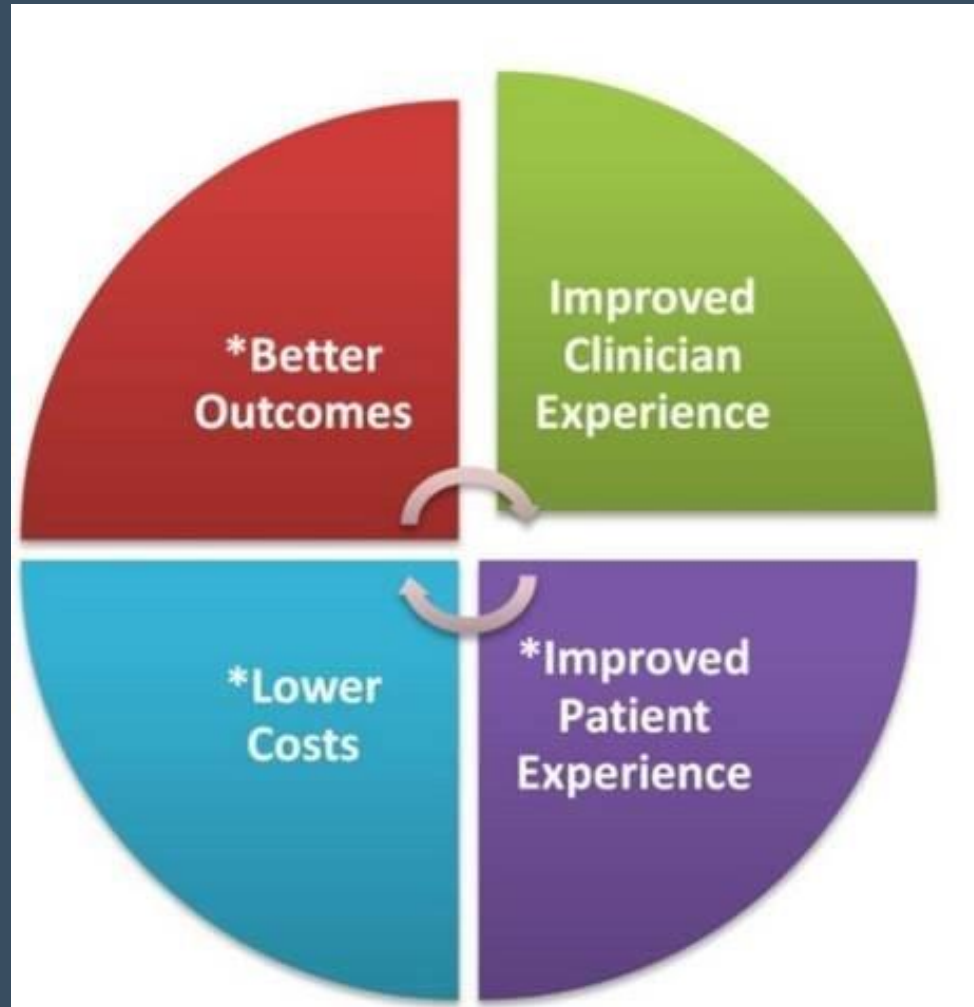 *Better
Outcomes
Improved
Clinician
Experience
*Lower
Costs
*Improved
Patient
Experience